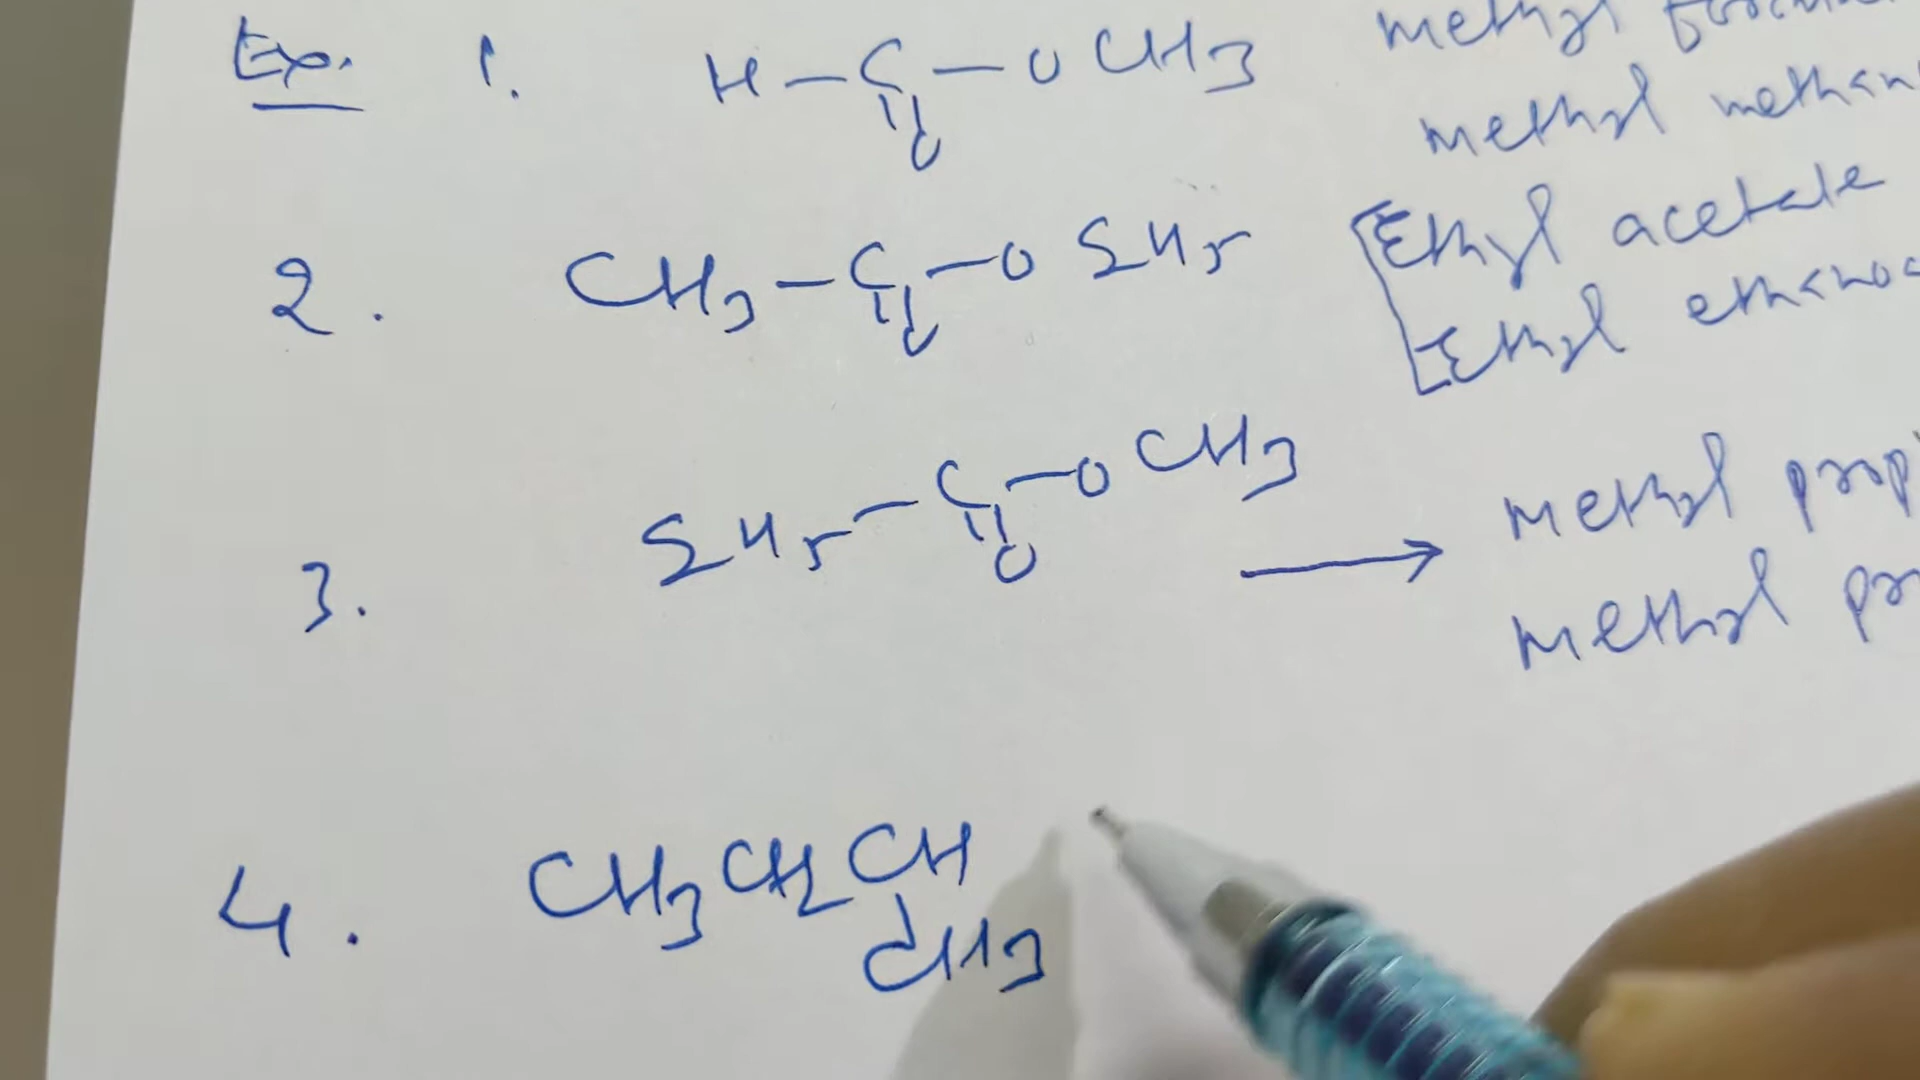 Ex. 1. H-C-OCH3 methyl
O methyl
2. CH3-C-OC2H5 Ethyl acetate
O Ethyl
3. C2H5-C-OCH3 → methyl
O methyl
4. CH3CH2CH
CH3